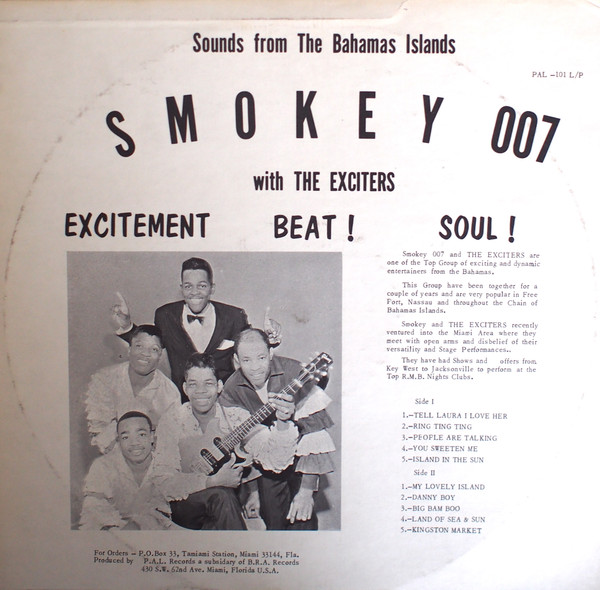 Sounds from The Bahamas Islands
PAL -101 L/P
SMOKEY 007
with THE EXCITERS
EXCITEMENT BEAT! SOUL!
Smokey 007 and THE EXCITERS are
one of the Top Group of exciting and dynamic
entertainers from the Bahamas.
This Group have been together for a
couple of years and are very popular in Free
Port, Nassau and throughout the Chain of
Bahamas Islands.
Smokey and THE EXCITERS recently
ventured into the Miami Area where they
meet with open arms and disbelief of their
versatility and Stage Performances..
They have had Shows and offers from
Key West to Jacksonville to perform at the
Top R.M.B. Nights Clubs.
Side I
1.-TELL LAURA I LOVE HER
2.-RING TING TING
3.-PEOPLE ARE TALKING
4.-YOU SWEETEN ME
5.-ISLAND IN THE SUN
Side II
1.-MY LOVELY ISLAND
2.-DANNY BOY
3.-BIG BAM BOO
4.-LAND OF SEA & SUN
5.-KINGSTON MARKET
For Orders - P.O.Box 33, Tamiami Station, Miami 33144, Fla.
Produced by P.A.L. Records a subsidary of B.R.A. Records
430 S.W. 62nd Ave. Miami, Florida U.S.A.